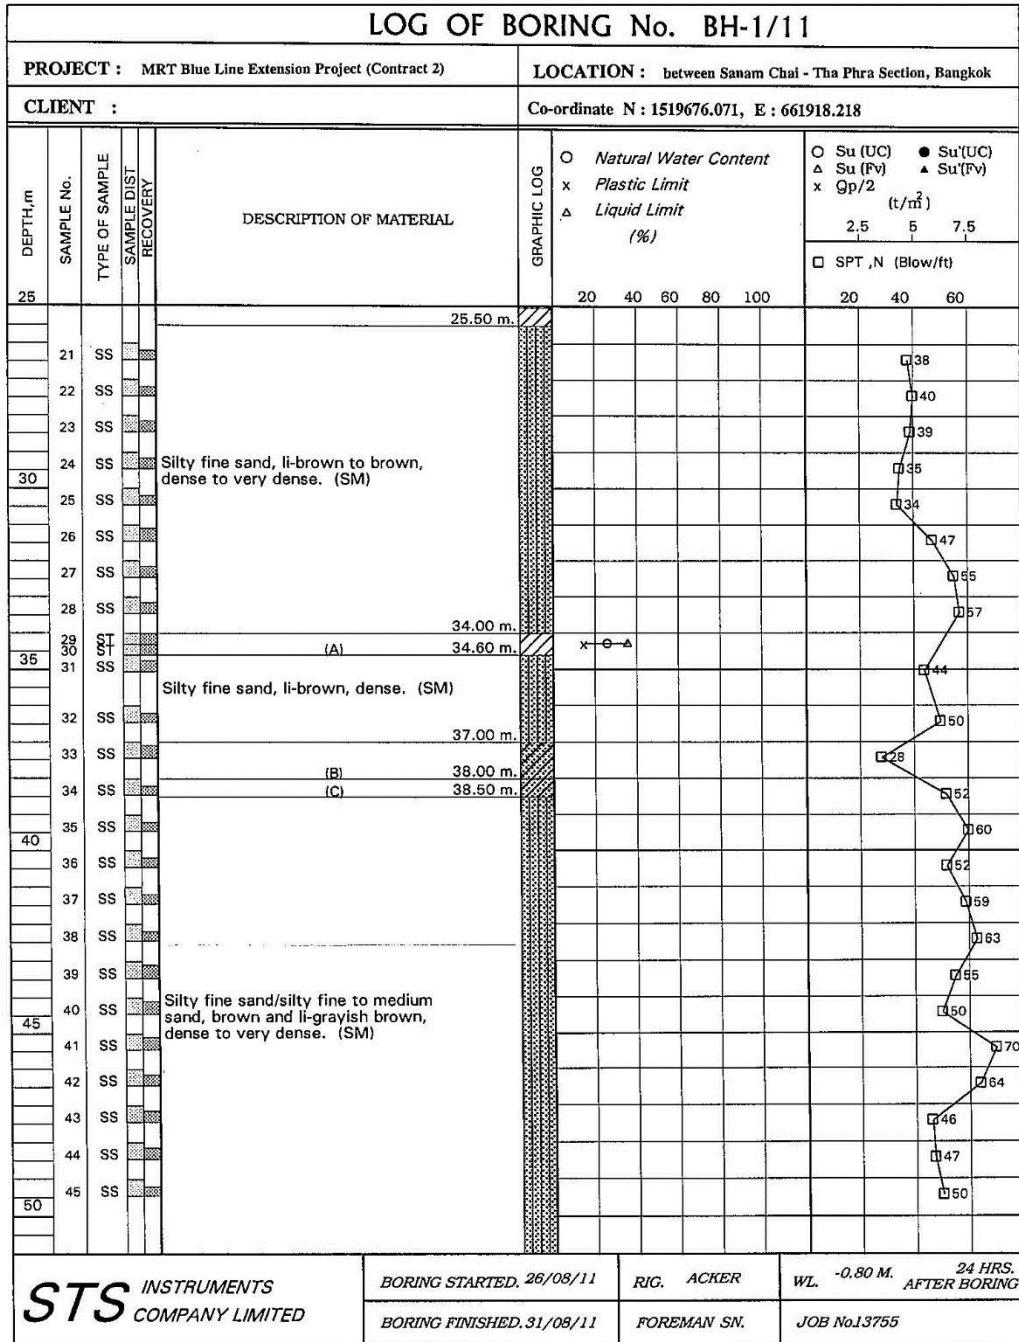 LOG OF BORING No. BH-1/11
PROJECT : MRT Blue Line Extension Project (Contract 2)
LOCATION : between Sanam Chai - Tha Phra Section, Bangkok
CLIENT :
Co-ordinate N : 1519676.071, E : 661918.218
DEPTH,m
SAMPLE No.
TYPE OF SAMPLE
SAMPLE DIST
RECOVERY
DESCRIPTION OF MATERIAL
GRAPHIC LOG
O Natural Water Content
x Plastic Limit
△ Liquid Limit
(%)
20 40 60 80 100
○ Su (UC) ● Su'(UC)
△ Su (Fv) ▲ Su'(Fv)
x Qp/2
(t/m²)
2.5 5 7.5
□ SPT ,N (Blow/ft)
20 40 60
25
25.50 m.
21 SS 38
22 SS 40
23 SS 39
24 SS Silty fine sand, li-brown to brown, 35
30 dense to very dense. (SM)
25 SS 34
26 SS 47
27 SS 55
28 SS 57
34.00 m.
29 ST
30 ST (A) 34.60 m.
35
31 SS 44
Silty fine sand, li-brown, dense. (SM)
32 SS 50
37.00 m.
33 SS 28
(B) 38.00 m.
34 SS (C) 38.50 m. 52
35 SS 60
40
36 SS 52
37 SS 59
38 SS 63
39 SS 55
Silty fine sand/silty fine to medium
40 SS sand, brown and li-grayish brown, 50
45 dense to very dense. (SM)
41 SS 70
42 SS 64
43 SS 46
44 SS 47
45 SS 50
50
STS INSTRUMENTS
COMPANY LIMITED
BORING STARTED. 26/08/11
RIG. ACKER
WL. -0.80 M. 24 HRS.
AFTER BORING
BORING FINISHED. 31/08/11
FOREMAN SN.
JOB No.13755